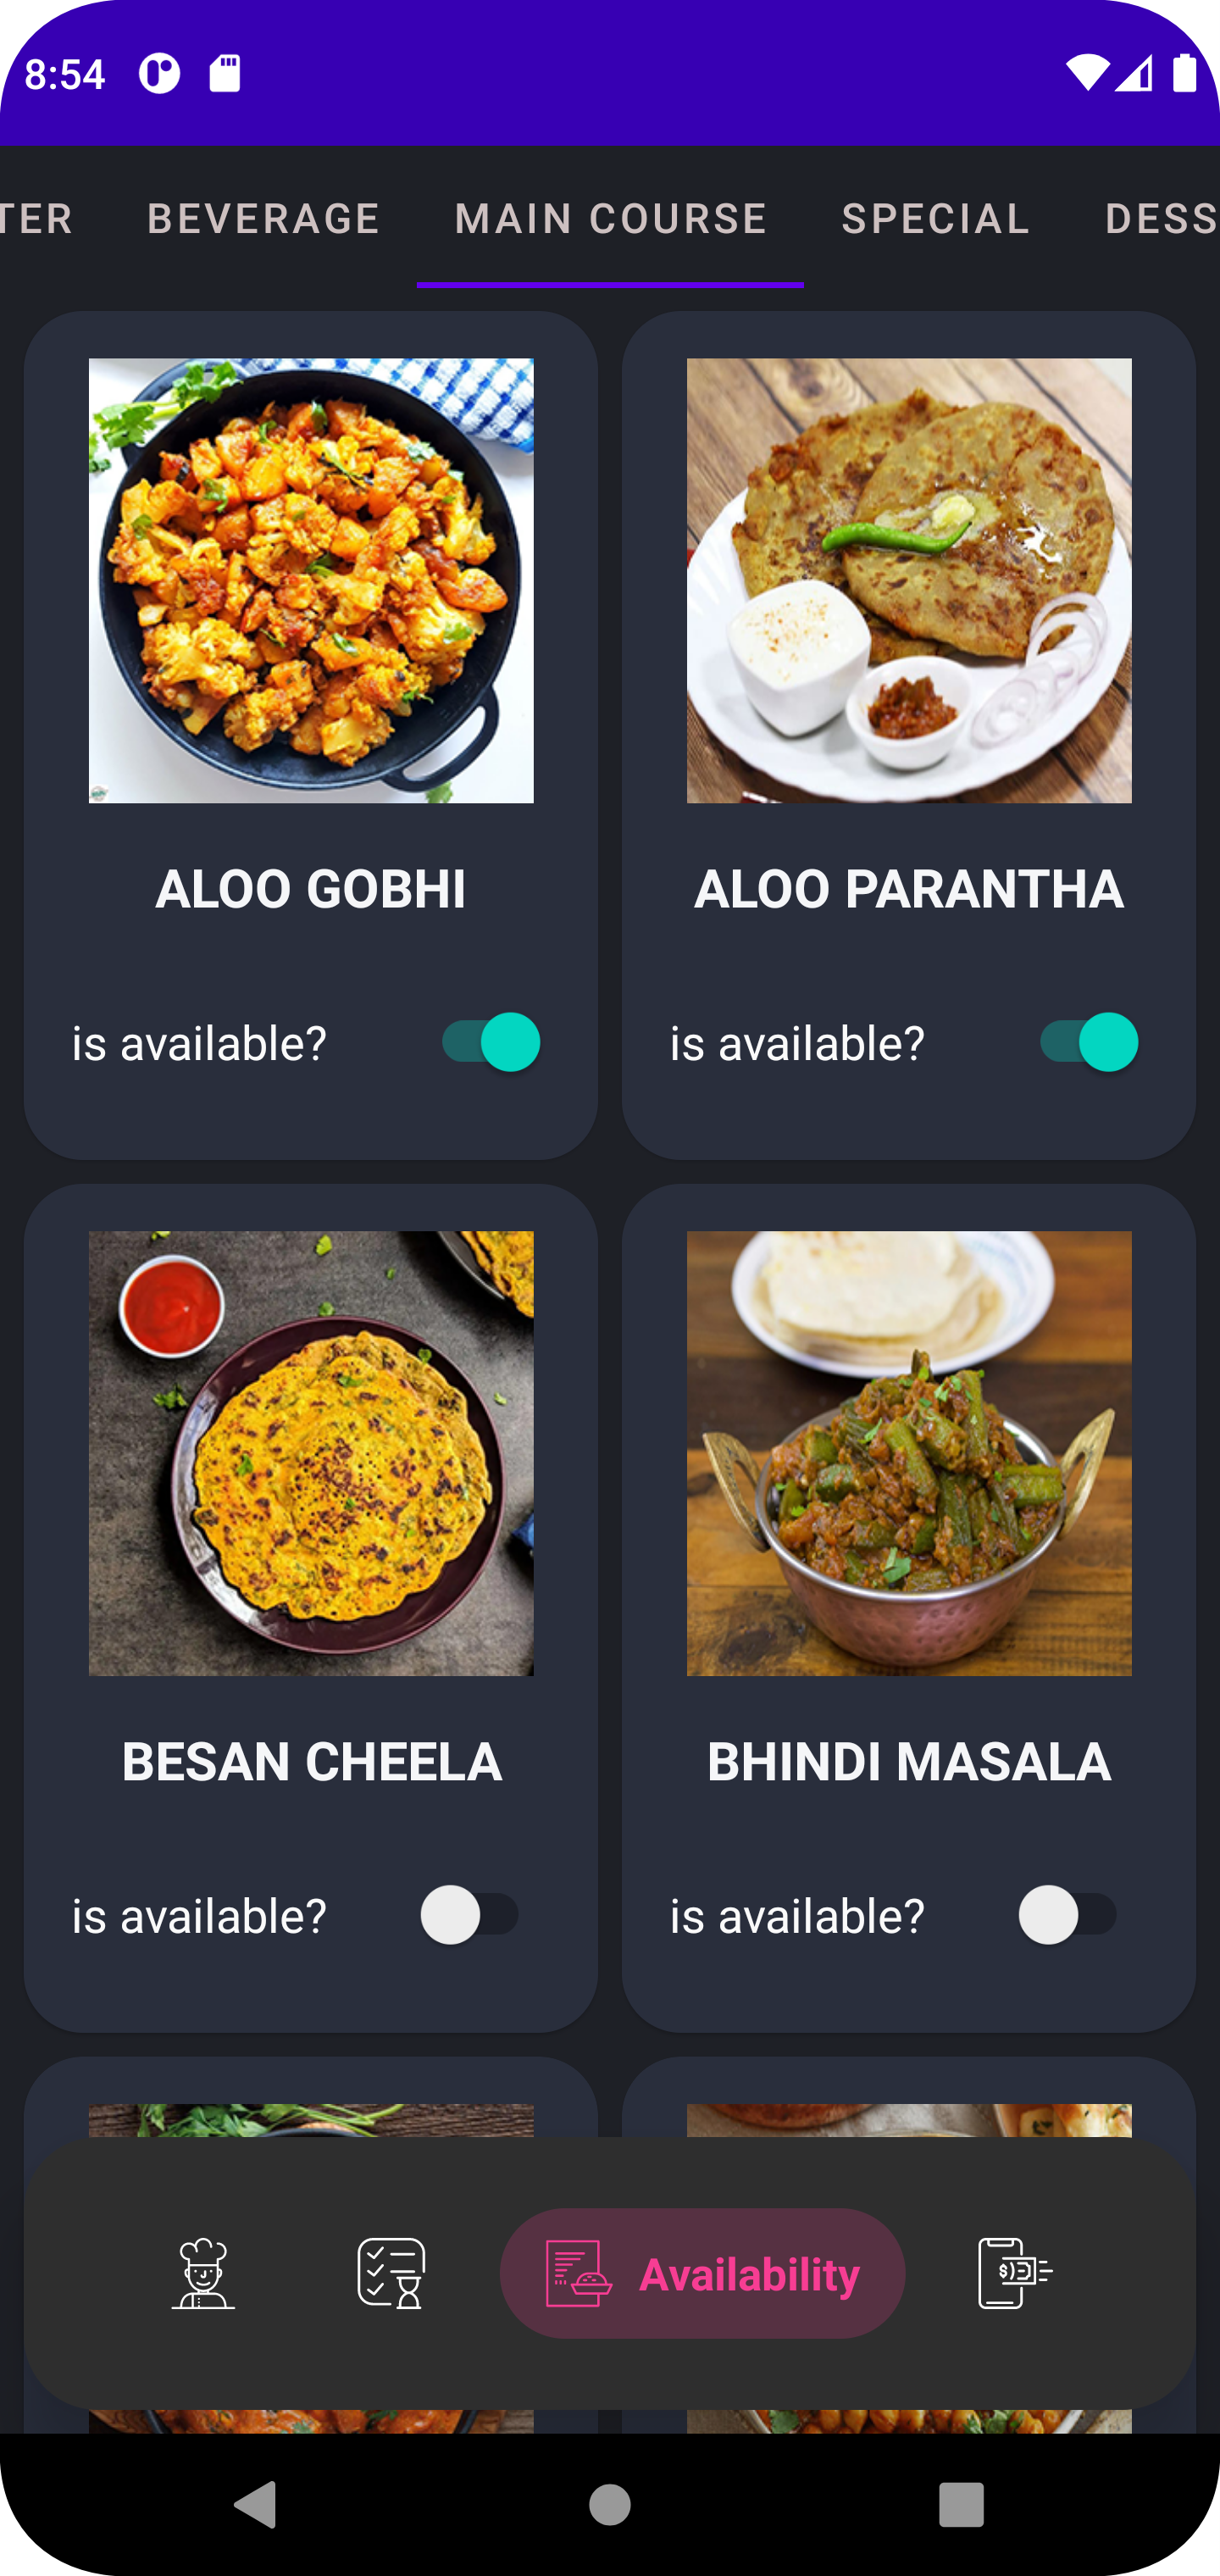 8:54
TER BEVERAGE MAIN COURSE SPECIAL DESS
ALOO GOBHI
is available?
ALOO PARANTHA
is available?
BESAN CHEELA
is available?
BHINDI MASALA
is available?
Availability